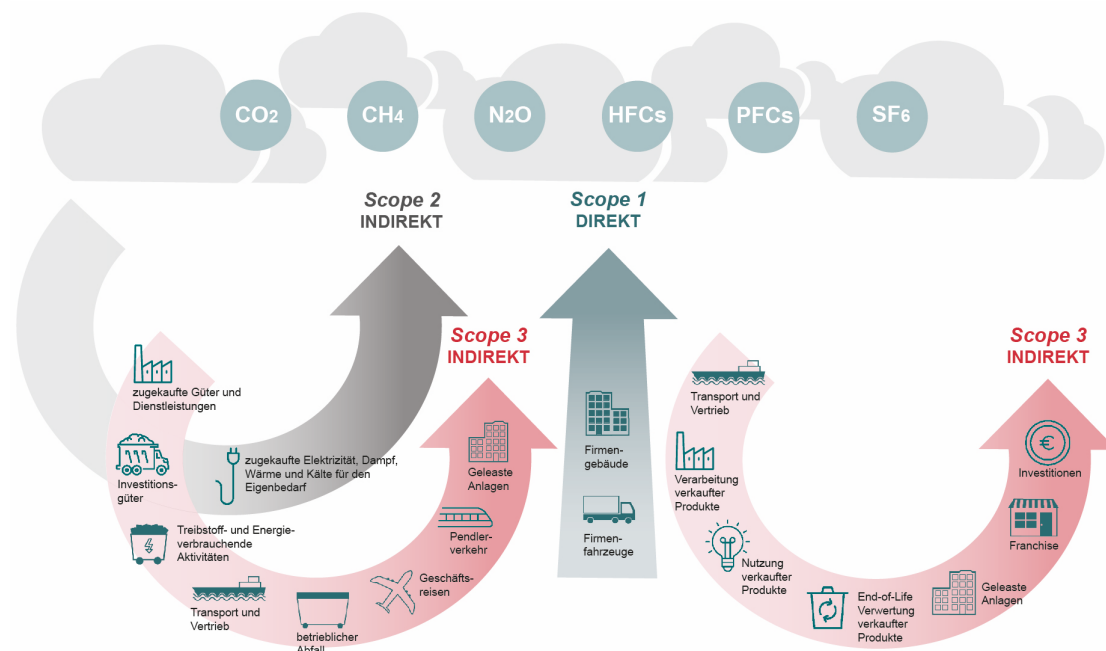 CO2
CH4
N2O
HFCs
PFCs
SF6
Scope 2
INDIREKT
Scope 1
DIREKT
Scope 3
INDIREKT
Scope 3
INDIREKT
zugekaufte Güter und
Dienstleistungen
Investitions-
güter
zugekaufte Elektrizität, Dampf,
Wärme und Kälte für den
Eigenbedarf
Treibstoff- und Energie-
verbrauchende
Aktivitäten
Transport und
Vertrieb
betrieblicher
Abfall
Geschäfts-
reisen
Pendler-
verkehr
Geleaste
Anlagen
Firmen-
gebäude
Firmen-
fahrzeuge
Transport und
Vertrieb
Verarbeitung
verkaufter
Produkte
Nutzung
verkaufter
Produkte
End-of-Life
Verwertung
verkaufter
Produkte
Geleaste
Anlagen
Franchise
Investitionen
€